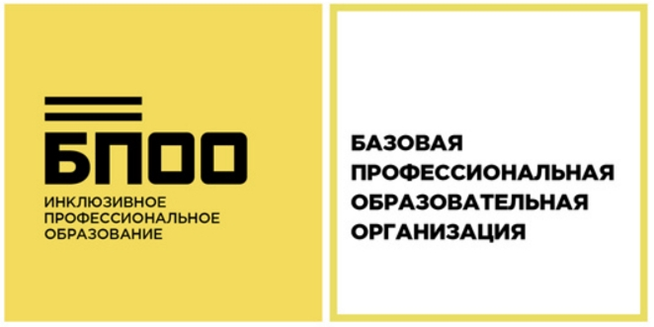 БПОО
ИНКЛЮЗИВНОЕ
ПРОФЕССИОНАЛЬНОЕ
ОБРАЗОВАНИЕ
БАЗОВАЯ
ПРОФЕССИОНАЛЬНАЯ
ОБРАЗОВАТЕЛЬНАЯ
ОРГАНИЗАЦИЯ